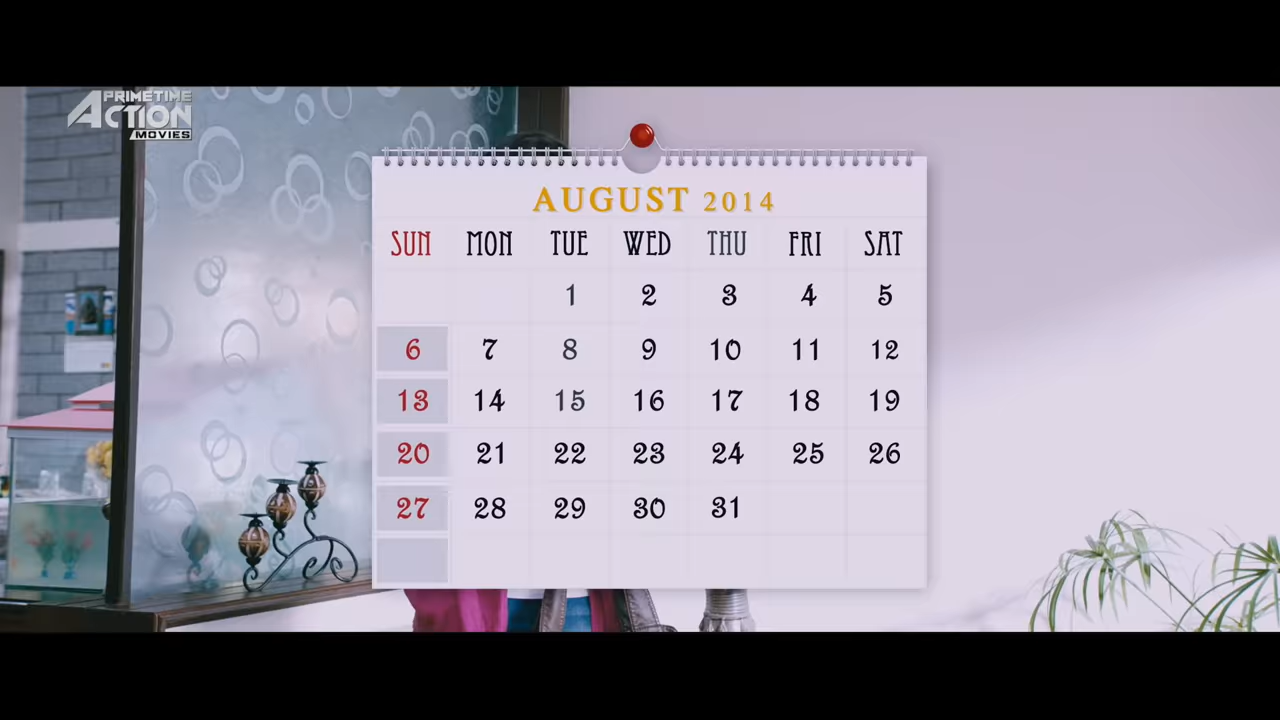 PRIMETIME
ACTION
MOVIES
AUGUST 2014
SUN MON TUE WED THU FRI SAT
1 2 3 4 5
6 7 8 9 10 11 12
13 14 15 16 17 18 19
20 21 22 23 24 25 26
27 28 29 30 31